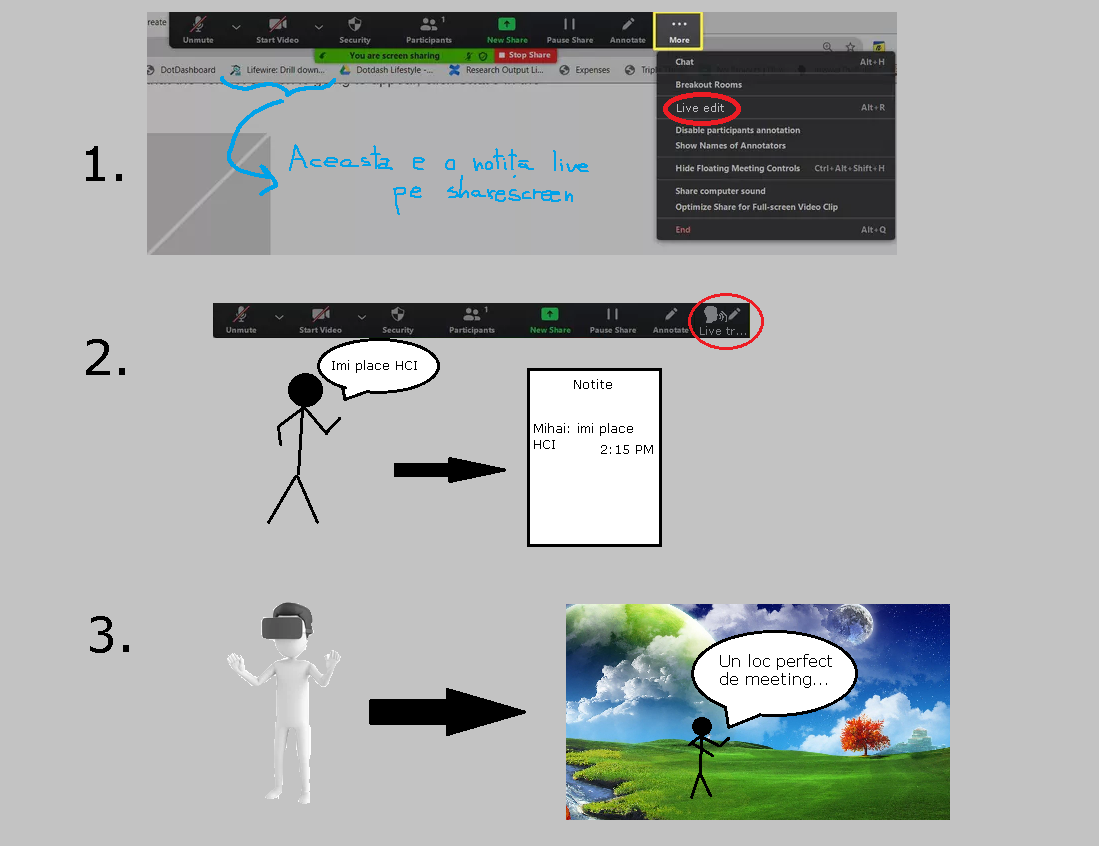 reate
Unmute
Start Video
Security
Participants
1
New Share
Pause Share
Annotate
More
You are screen sharing
Stop Share
DotDashboard
Lifewire: Drill down...
Dotdash Lifestyle -...
Research Output Li...
Expenses
Chat Alt+H
Breakout Rooms
Live edit Alt+R
Disable participants annotation
Show Names of Annotators
Hide Floating Meeting Controls Ctrl+Alt+Shift+H
Share computer sound
Optimize Share for Full-screen Video Clip
End Alt+Q
1.
Aceasta e o notita live
pe sharescreen
2.
Unmute
Start Video
Security
Participants
1
New Share
Pause Share
Annotate
Live tr...
Imi place HCI
Notite
Mihai: imi place
HCI
2:15 PM
3.
Un loc perfect
de meeting...